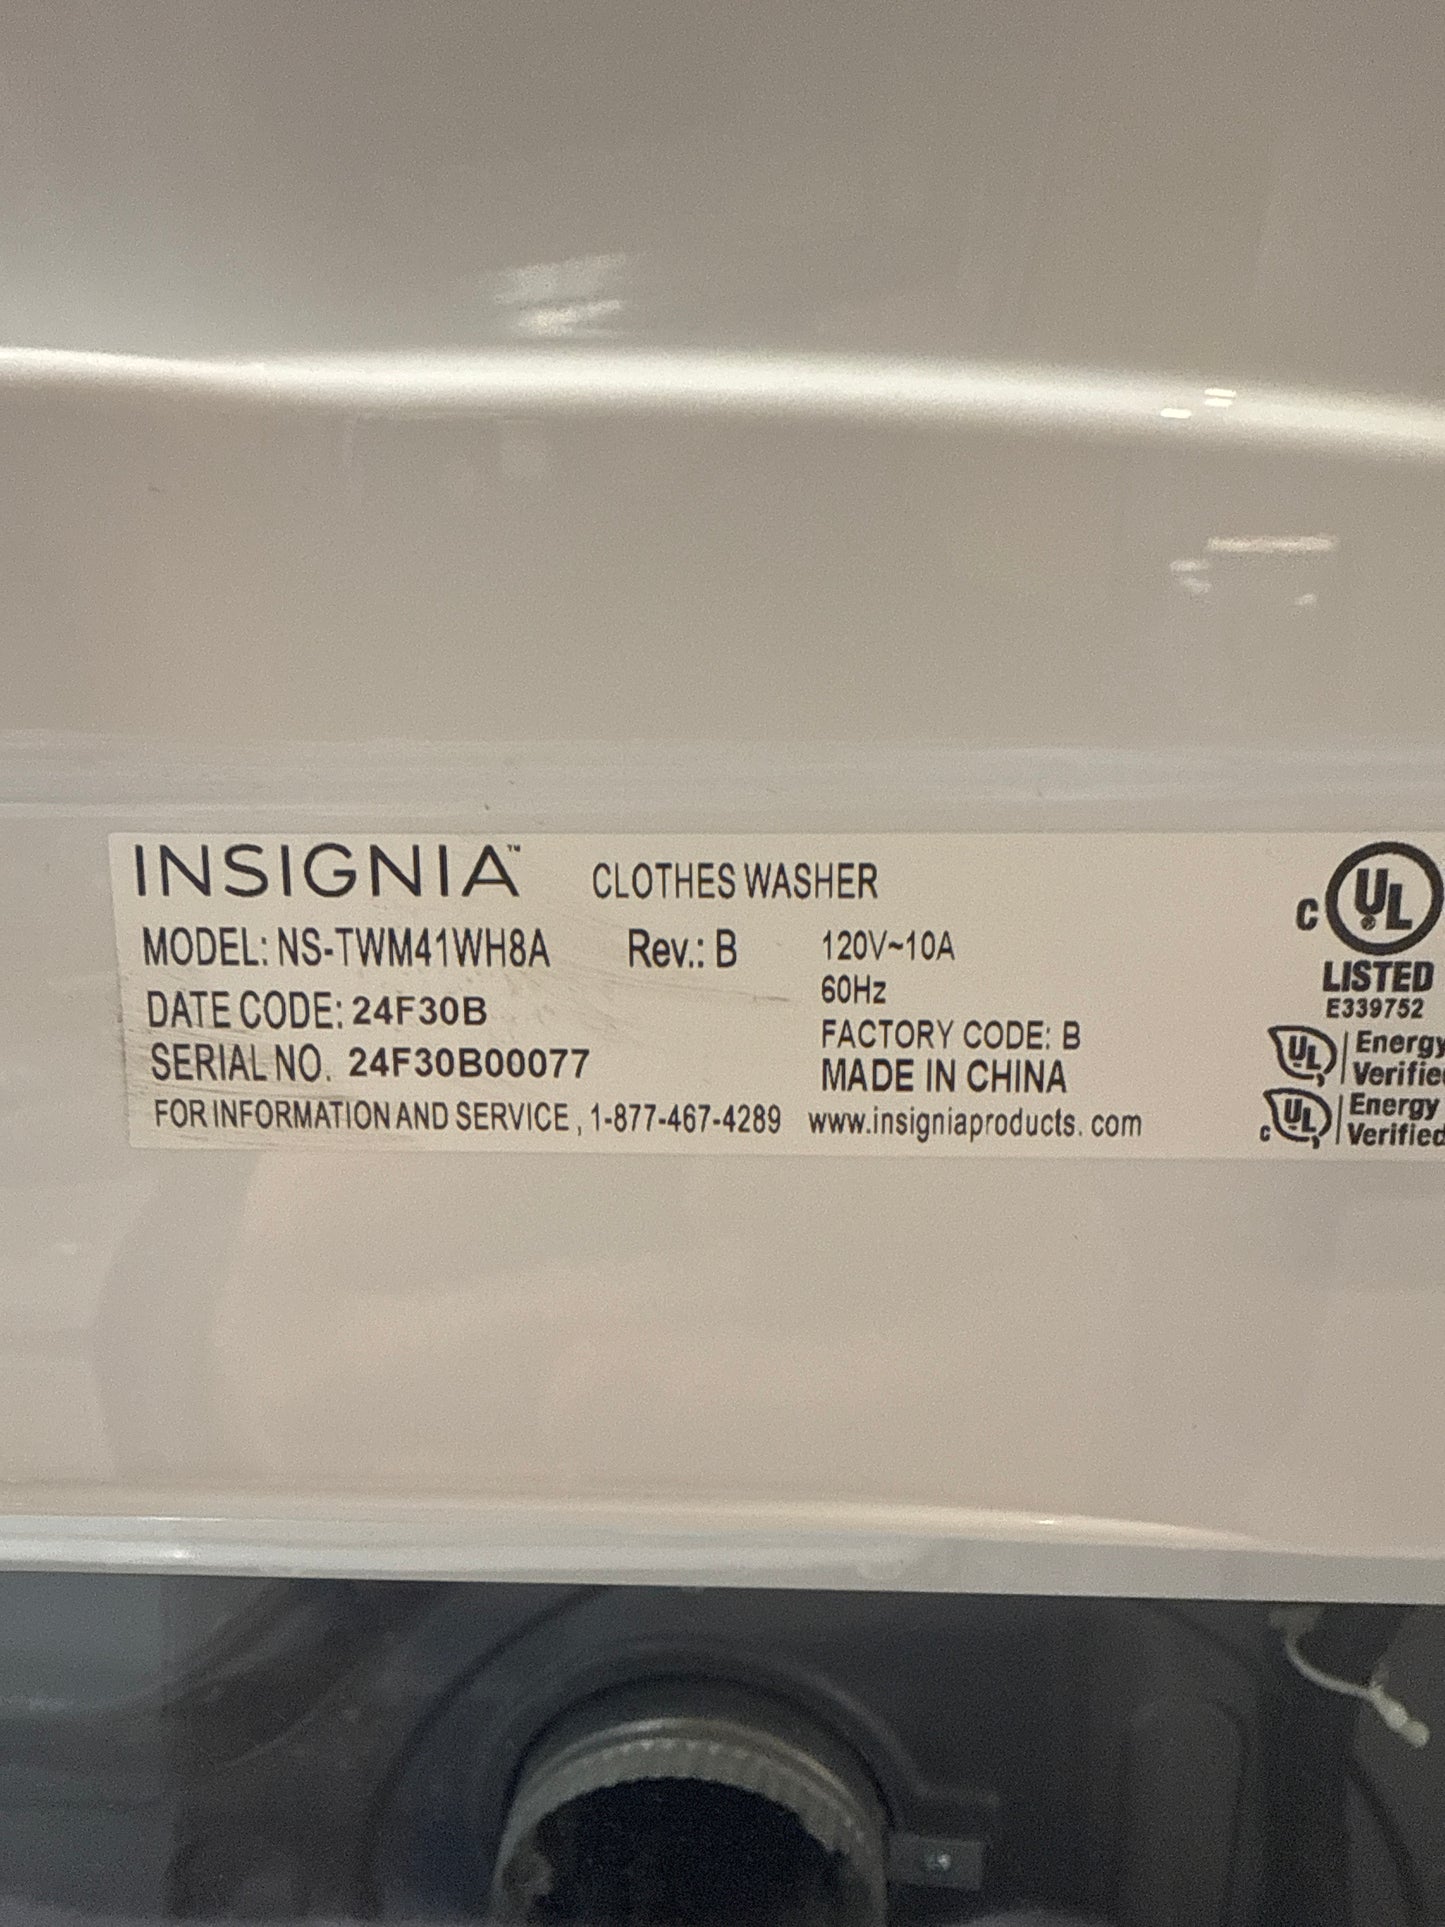 INSIGNIA™ CLOTHES WASHER
MODEL: NS-TWM41WH8A Rev.: B 120V~10A
60Hz
DATE CODE: 24F30B
FACTORY CODE: B
SERIAL NO. 24F30B00077 MADE IN CHINA
FOR INFORMATION AND SERVICE , 1-877-467-4289 www.insigniaproducts. com
C UL
LISTED
E339752
UL Energy
Verified
C UL Energy
Verified